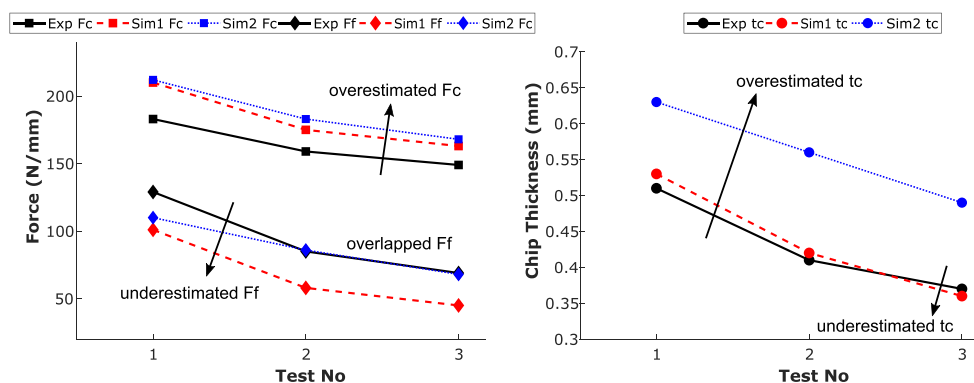 Exp Fc Sim1 Fc Sim2 Fc Exp Ff Sim1 Ff Sim2 Fc
Force (N/mm)
200
150
100
50
overestimated Fc
overlapped Ff
underestimated Ff
1 2 3
Test No
Exp tc Sim1 tc Sim2 tc
Chip Thickness (mm)
0.7
0.65
0.6
0.55
0.5
0.45
0.4
0.35
0.3
overestimated tc
underestimated tc
1 2 3
Test No